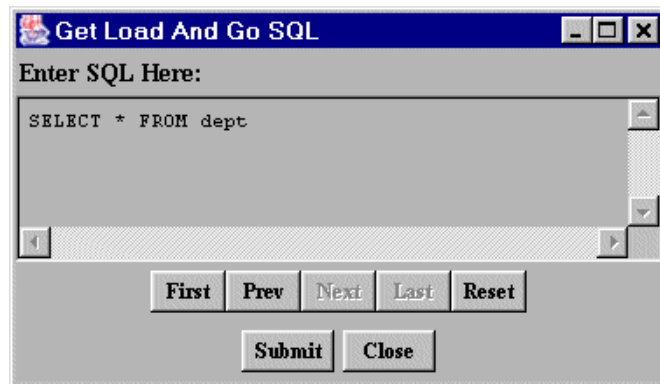 Get Load And Go SQL
Enter SQL Here:
SELECT * FROM dept
First Prev Next Last Reset
Submit Close